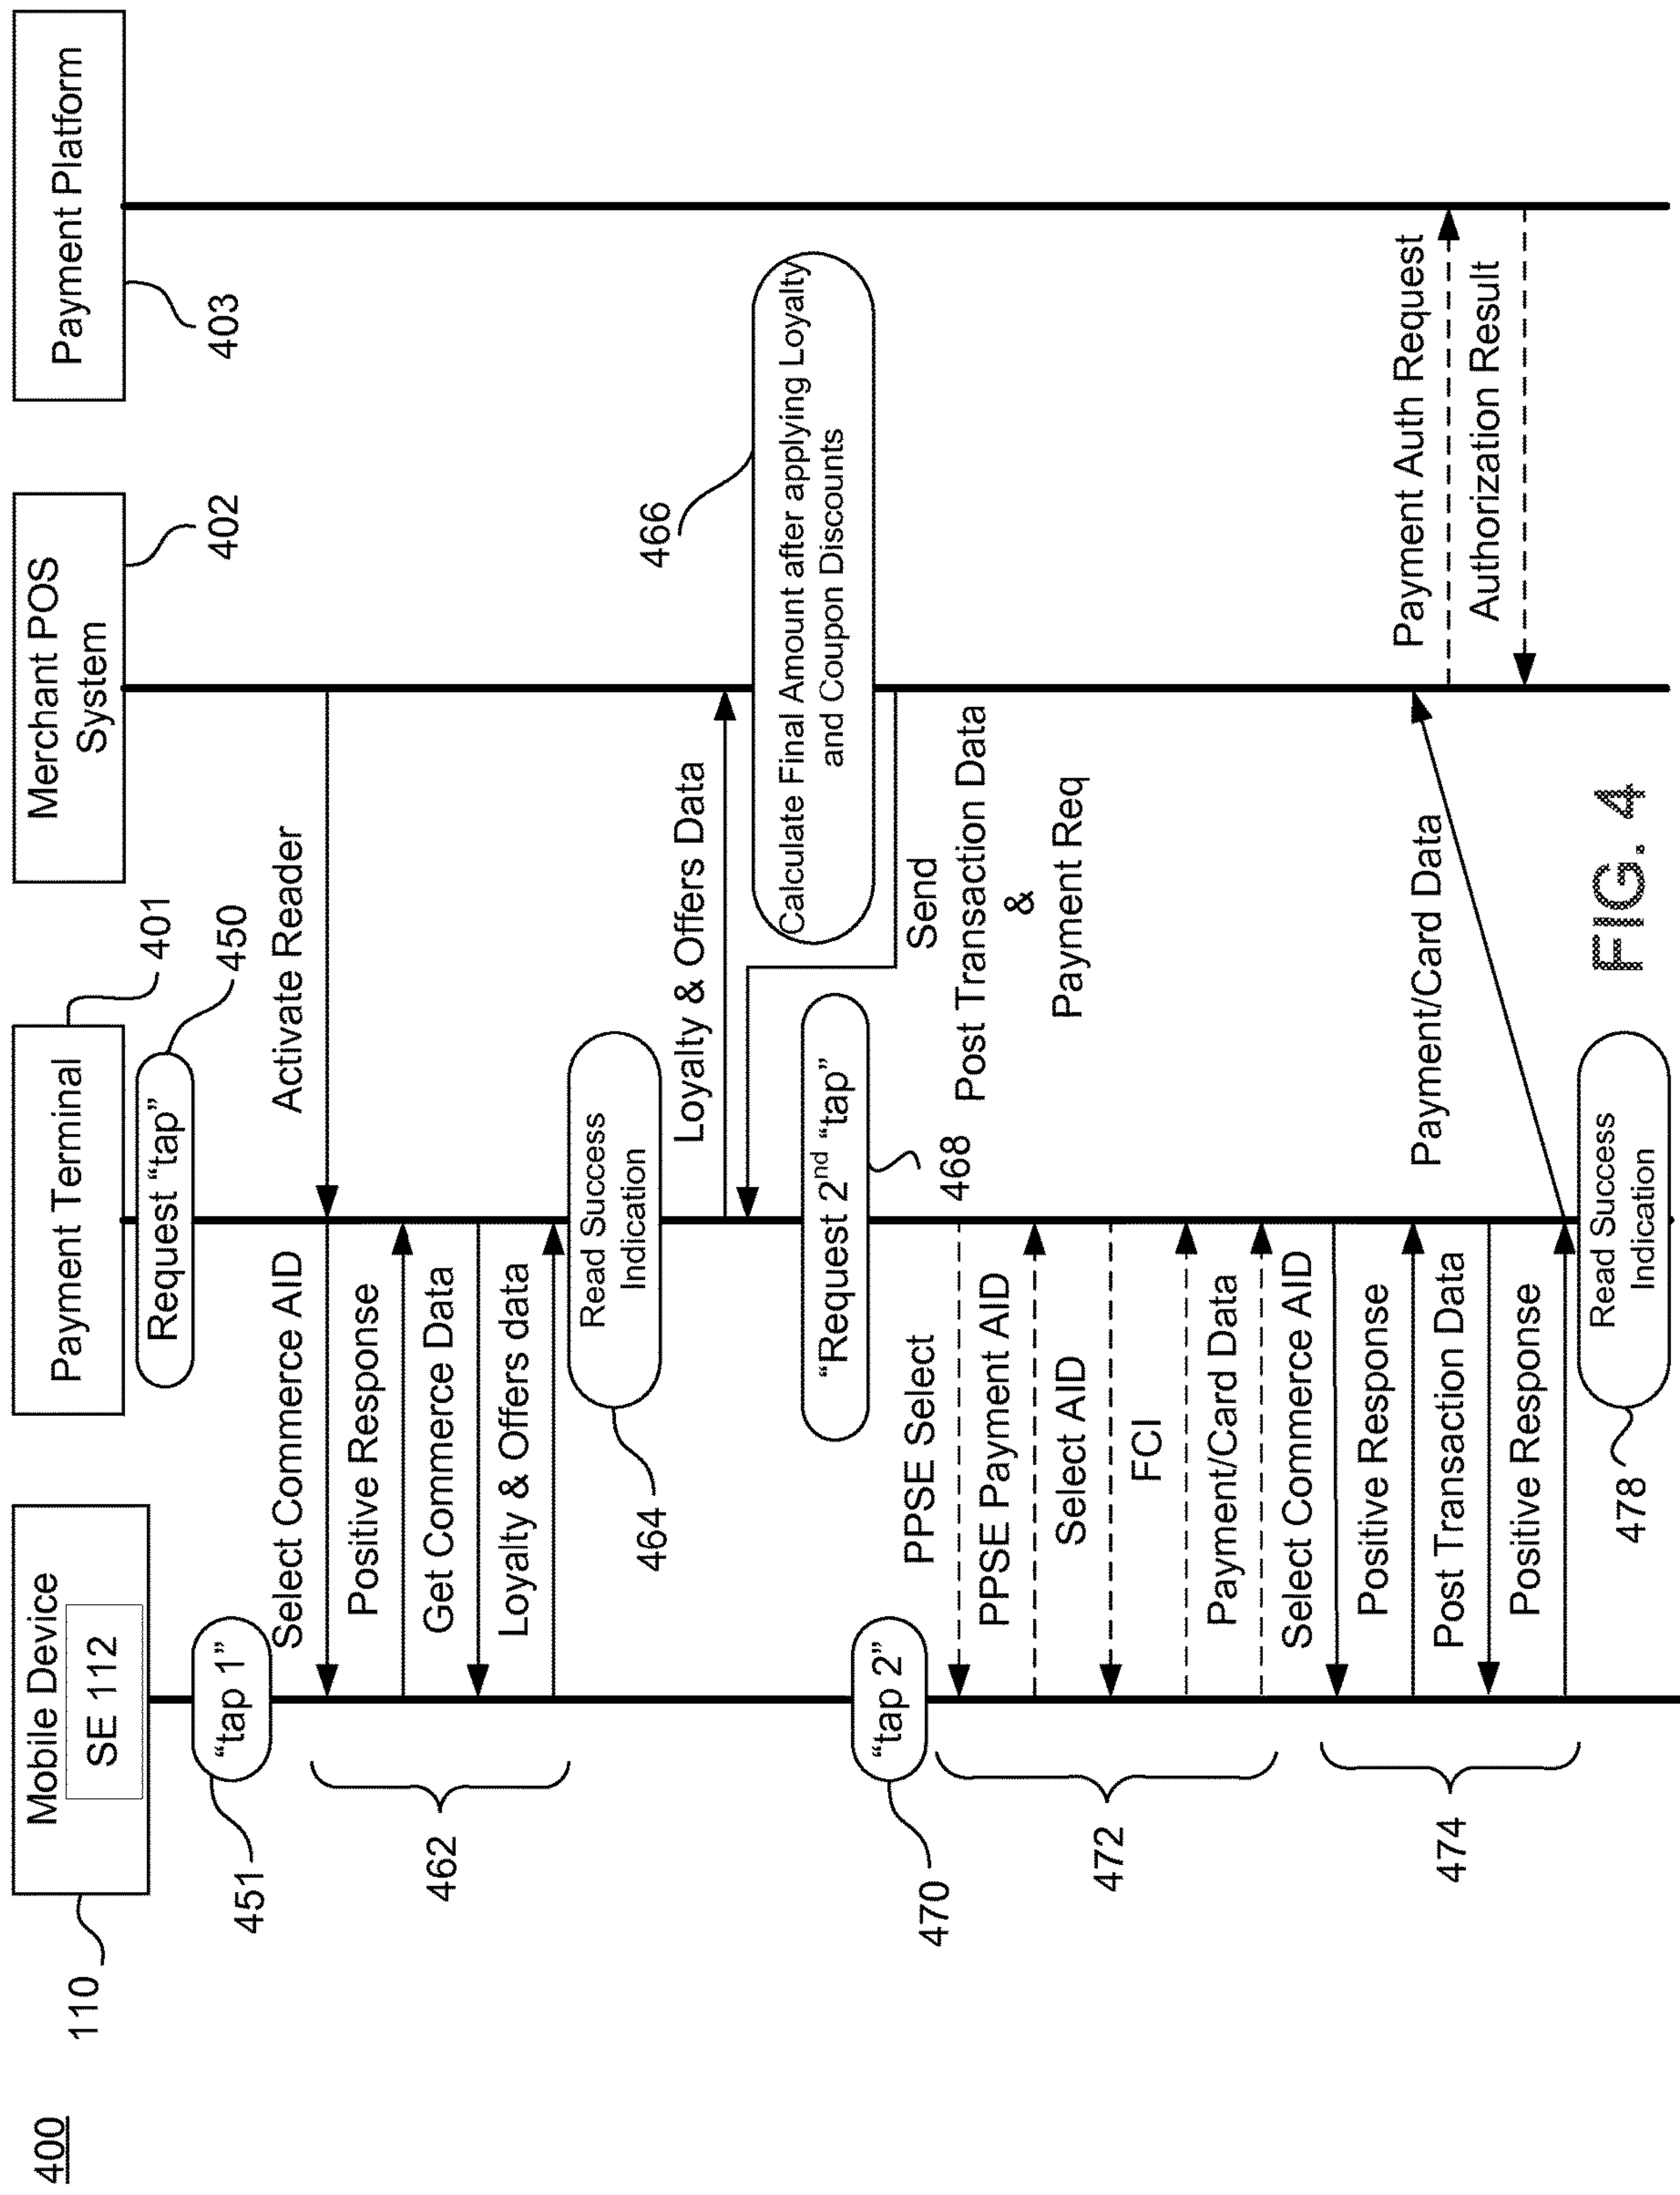 400
110
Mobile Device
SE 112
Payment Terminal
401
Merchant POS
System
402
Payment Platform
403
Request “tap”
450
“tap 1”
451
Activate Reader
Select Commerce AID
Positive Response
Get Commerce Data
Loyalty & Offers data
462
Read Success
Indication
464
Loyalty & Offers Data
466
Calculate Final Amount after applying Loyalty
and Coupon Discounts
“Request 2nd “tap”
468
Send
Post Transaction Data
&
Payment Req
“tap 2”
470
PPSE Select
PPSE Payment AID
Select AID
FCI
Payment/Card Data
472
Select Commerce AID
Positive Response
Post Transaction Data
Positive Response
474
Payment/Card Data
Payment Auth Request
Authorization Result
Read Success
Indication
478
FIG. 4